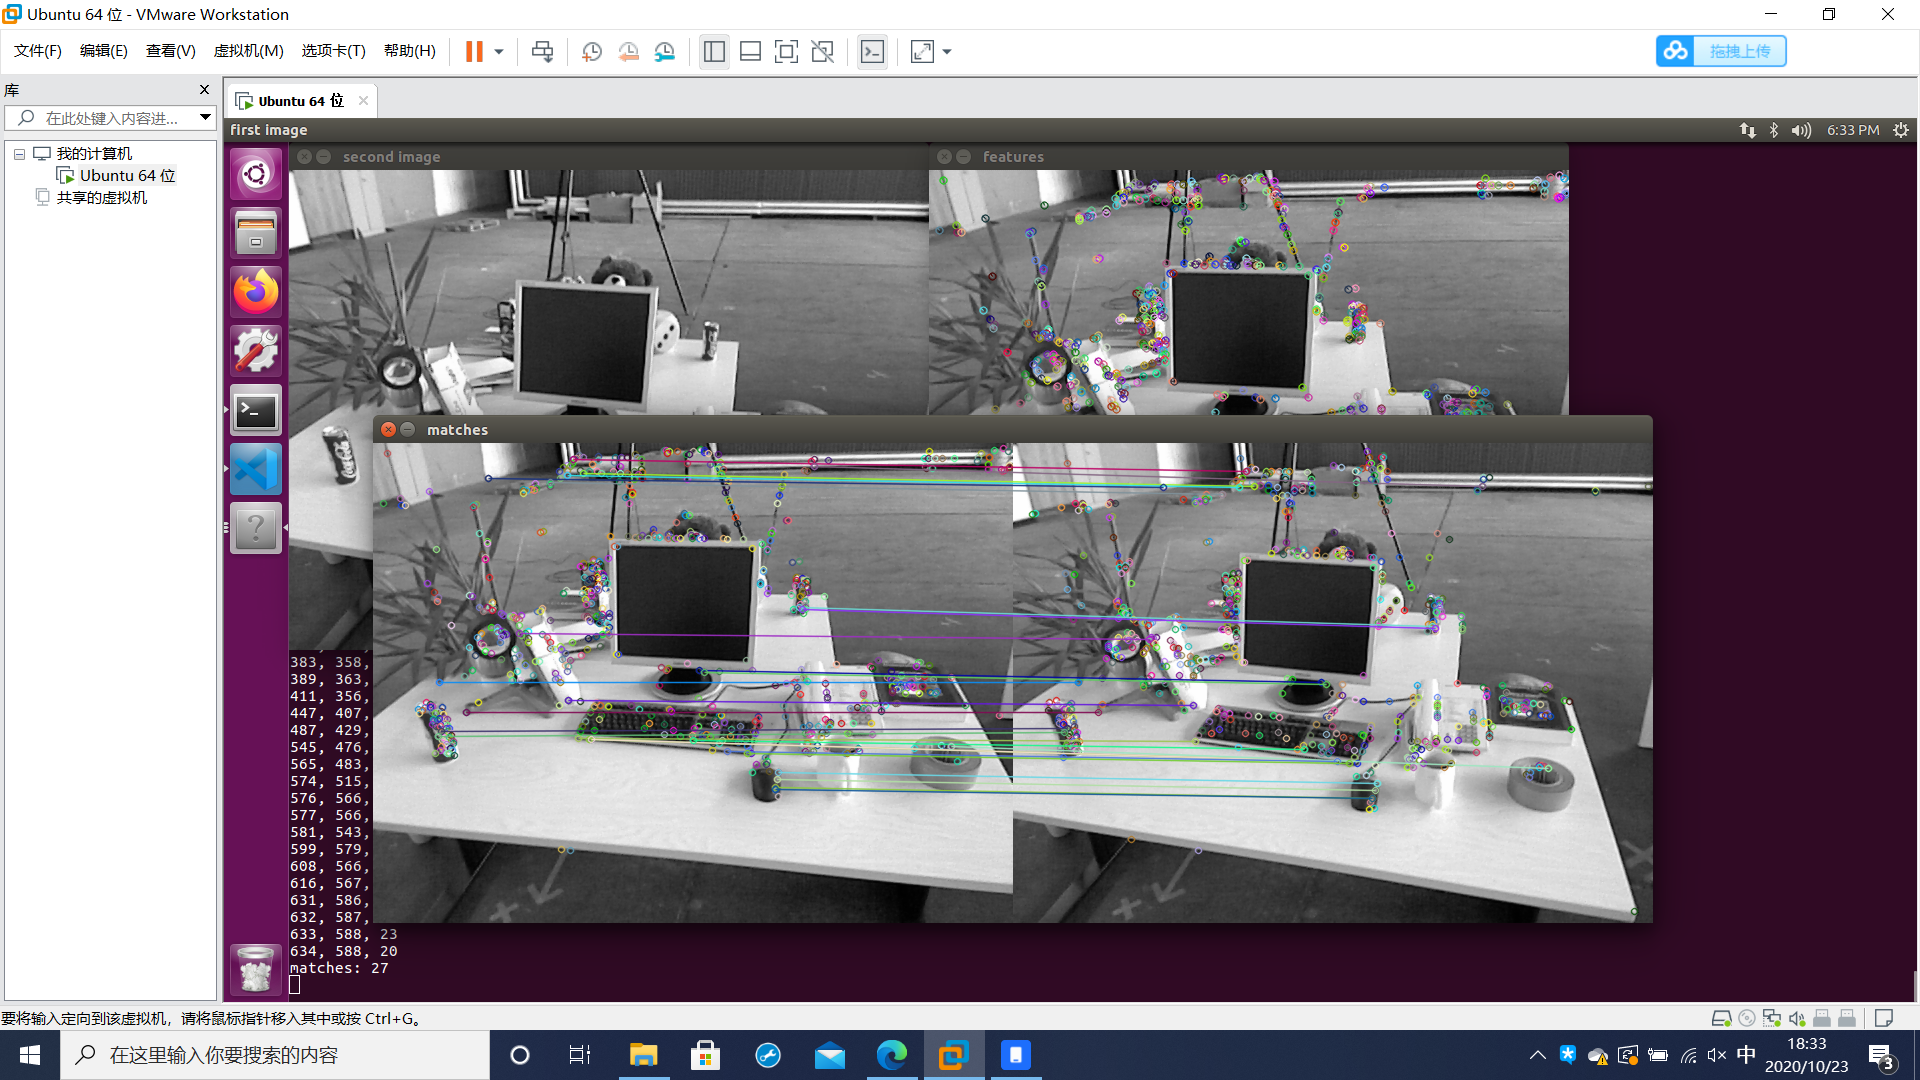 Ubuntu 64 位 - VMware Workstation
文件(F) 编辑(E) 查看(V) 虚拟机(M) 选项卡(T) 帮助(H)
拖拽上传
库
在此处键入内容进...
我的计算机
Ubuntu 64 位
共享的虚拟机
Ubuntu 64 位
first image
6:33 PM
second image
features
matches
Coca-Cola
383, 358,
389, 363,
411, 356,
447, 407,
487, 429,
545, 476,
565, 483,
574, 515,
576, 566,
577, 566,
581, 543,
599, 579,
608, 566,
616, 567,
631, 586,
632, 587,
633, 588, 23
634, 588, 20
matches: 27
要将输入定向到该虚拟机，请将鼠标指针移入其中或按 Ctrl+G。
在这里输入你要搜索的内容
中
18:33
2020/10/23
3